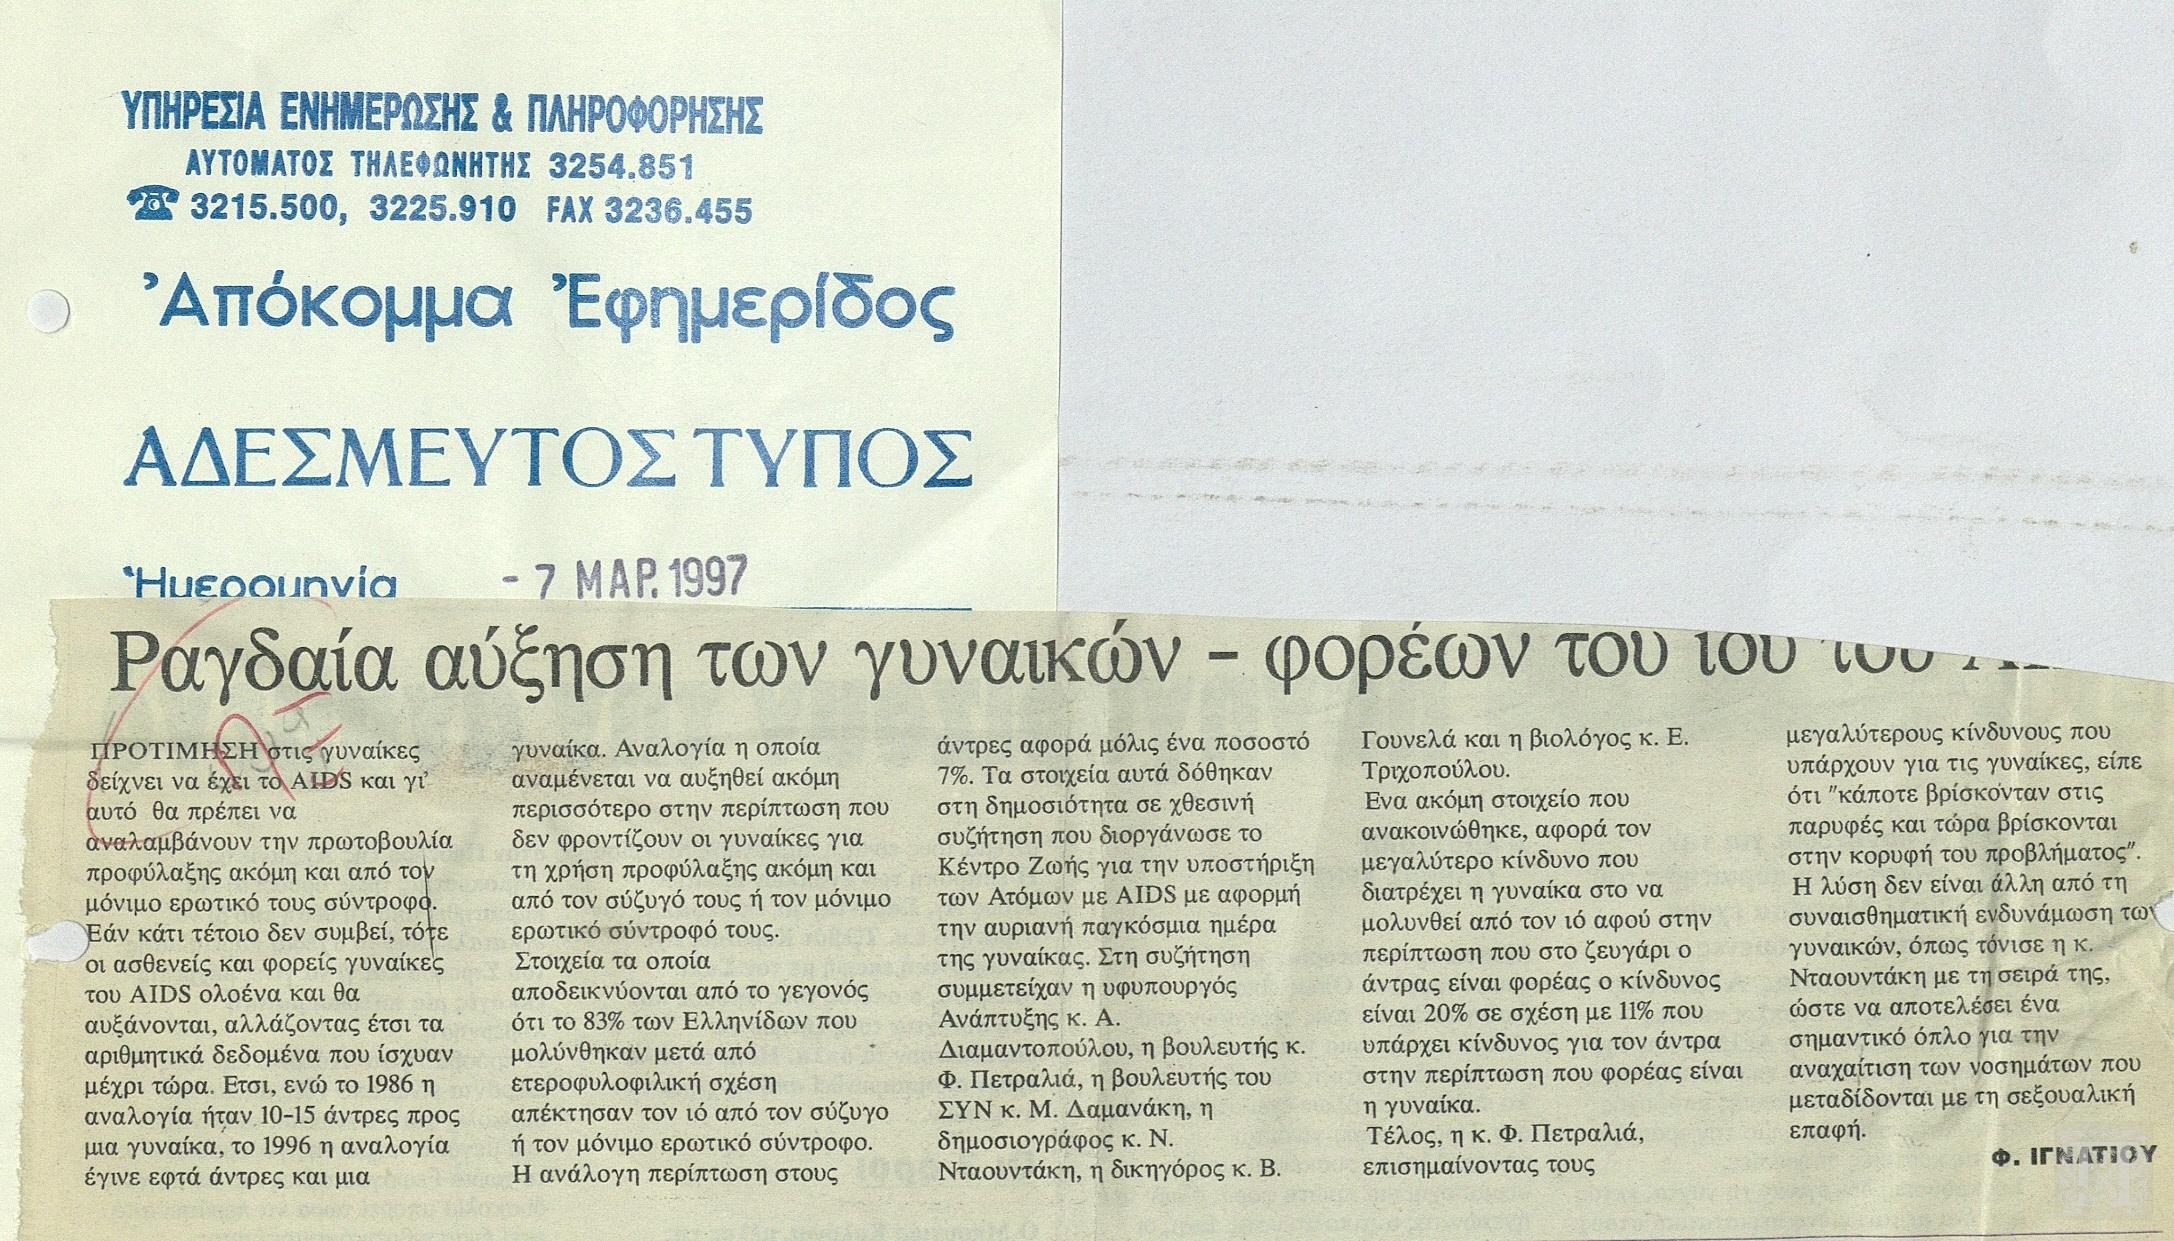 ΥΠΗΡΕΣΙΑ ΕΝΗΜΕΡΩΣΗΣ & ΠΛΗΡΟΦΟΡΗΣΗΣ
ΑΥΤΟΜΑΤΟΣ ΤΗΛΕΦΩΝΗΤΗΣ 3254.851
☎ 3215.500, 3225.910 FAX 3236.455
Ἀπόκομμα Ἐφημερίδος
ΑΔΕΣΜΕΥΤΟΣ ΤΥΠΟΣ
Ἡμερομηνία - 7 ΜΑΡ. 1997
Ραγδαία αύξηση των γυναικών - φορέων του ιού του
ΠΡΟΤΙΜΗΣΗ στις γυναίκες
δείχνει να έχει το AIDS και γι'
αυτό θα πρέπει να
αναλαμβάνουν την πρωτοβουλία
προφύλαξης ακόμη και από τον
μόνιμο ερωτικό τους σύντροφο.
Εάν κάτι τέτοιο δεν συμβεί, τότε
οι ασθενείς και φορείς γυναίκες
του AIDS ολοένα και θα
αυξάνονται, αλλάζοντας έτσι τα
αριθμητικά δεδομένα που ίσχυαν
μέχρι τώρα. Ετσι, ενώ το 1986 η
αναλογία ήταν 10-15 άντρες προς
μια γυναίκα, το 1996 η αναλογία
έγινε εφτά άντρες και μια
γυναίκα. Αναλογία η οποία
αναμένεται να αυξηθεί ακόμη
περισσότερο στην περίπτωση που
δεν φροντίζουν οι γυναίκες για
τη χρήση προφύλαξης ακόμη και
από τον σύζυγό τους ή τον μόνιμο
ερωτικό σύντροφό τους.
Στοιχεία τα οποία
αποδεικνύονται από το γεγονός
ότι το 83% των Ελληνίδων που
μολύνθηκαν μετά από
ετεροφυλοφιλική σχέση
απέκτησαν τον ιό από τον σύζυγο
ή τον μόνιμο ερωτικό σύντροφο.
Η ανάλογη περίπτωση στους
άντρες αφορά μόλις ένα ποσοστό
7%. Τα στοιχεία αυτά δόθηκαν
στη δημοσιότητα σε χθεσινή
συζήτηση που διοργάνωσε το
Κέντρο Ζωής για την υποστήριξη
των Ατόμων με AIDS με αφορμή
την αυριανή παγκόσμια ημέρα
της γυναίκας. Στη συζήτηση
συμμετείχαν η υφυπουργός
Ανάπτυξης κ. Α.
Διαμαντοπούλου, η βουλευτής κ.
Φ. Πετραλιά, η βουλευτής του
ΣΥΝ κ. Μ. Δαμανάκη, η
δημοσιογράφος κ. Ν.
Νταουντάκη, η δικηγόρος κ. Β.
Γουνελά και η βιολόγος κ. Ε.
Τριχοπούλου.
Ενα ακόμη στοιχείο που
ανακοινώθηκε, αφορά τον
μεγαλύτερο κίνδυνο που
διατρέχει η γυναίκα στο να
μολυνθεί από τον ιό αφού στην
περίπτωση που στο ζευγάρι ο
άντρας είναι φορέας ο κίνδυνος
είναι 20% σε σχέση με 11% που
υπάρχει κίνδυνος για τον άντρα
στην περίπτωση που φορέας είναι
η γυναίκα.
Τέλος, η κ. Φ. Πετραλιά,
επισημαίνοντας τους
μεγαλύτερους κίνδυνους που
υπάρχουν για τις γυναίκες, είπε
ότι "κάποτε βρίσκονταν στις
παρυφές και τώρα βρίσκονται
στην κορυφή του προβλήματος".
Η λύση δεν είναι άλλη από τη
συναισθηματική ενδυνάμωση των
γυναικών, όπως τόνισε η κ.
Νταουντάκη με τη σειρά της,
ώστε να αποτελέσει ένα
σημαντικό όπλο για την
αναχαίτιση των νοσημάτων που
μεταδίδονται με τη σεξουαλική
επαφή.
Φ. ΙΓΝΑΤΙΟΥ